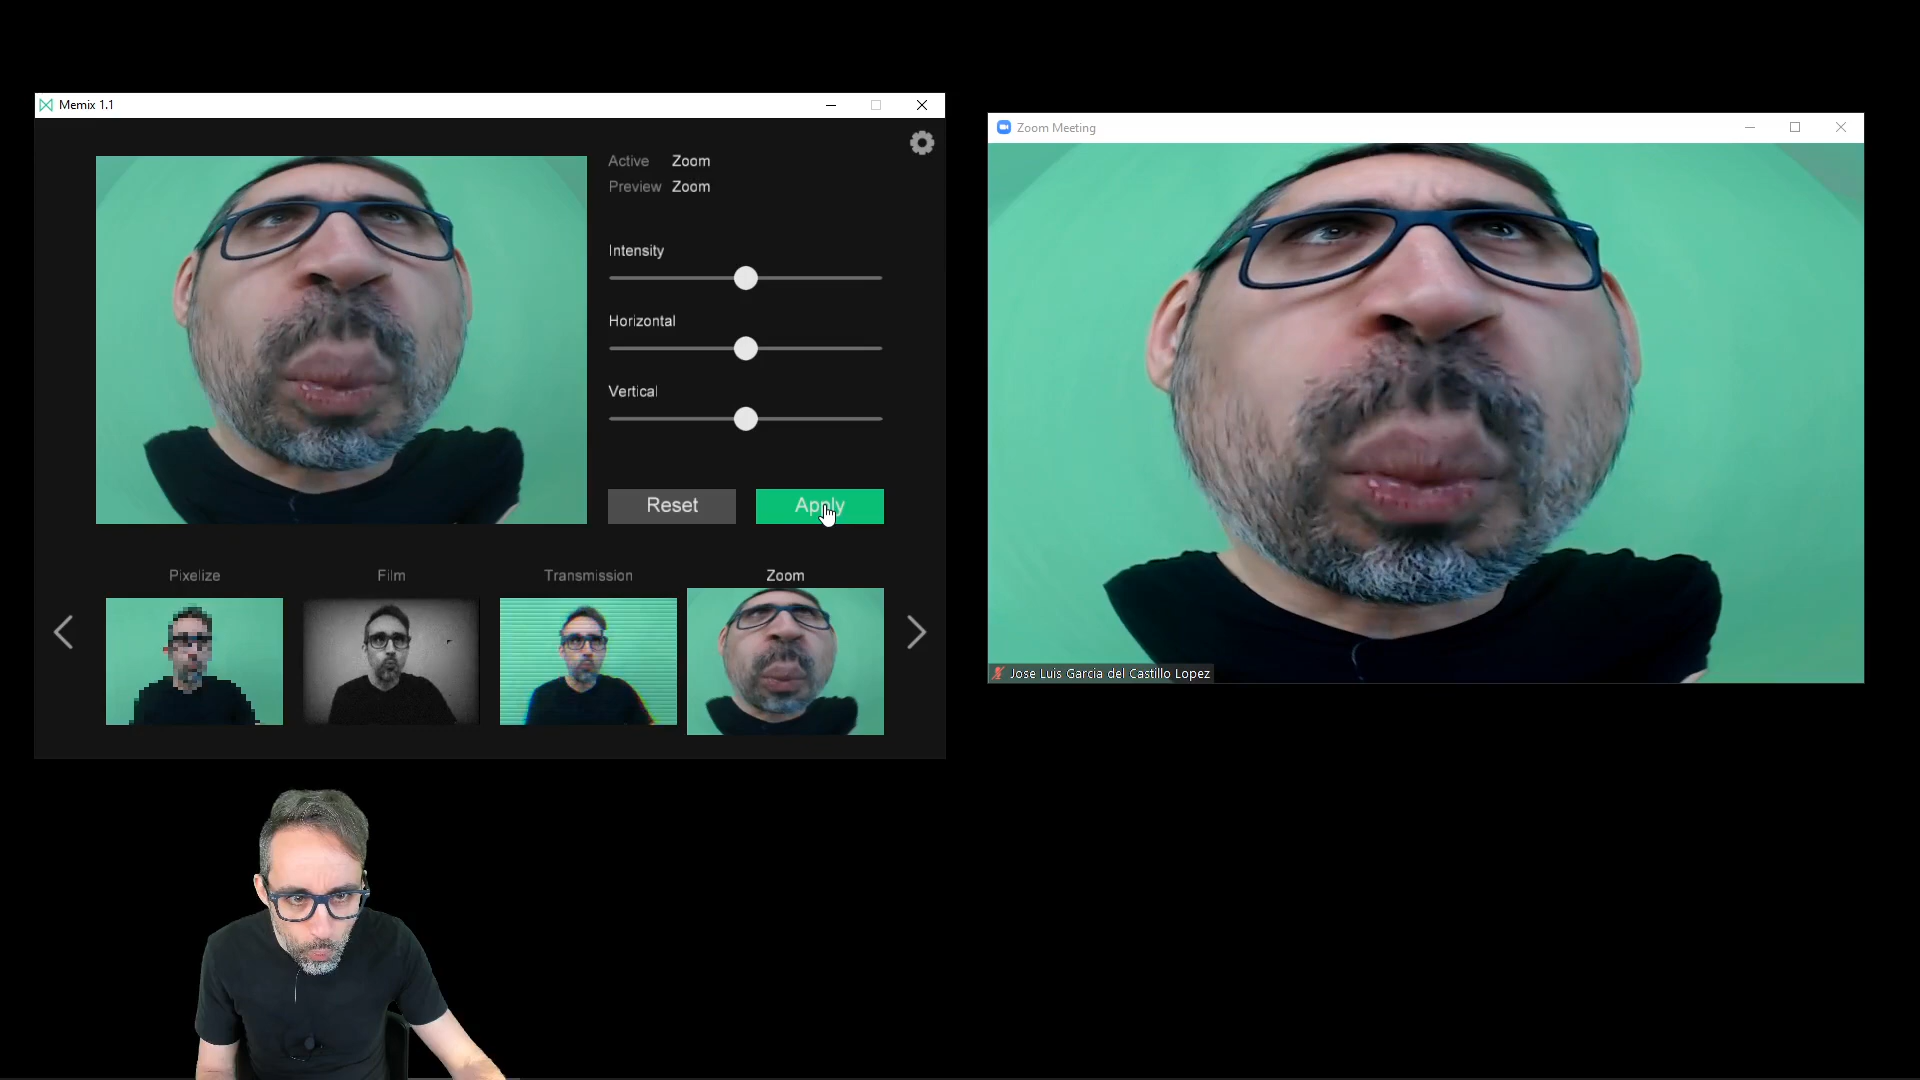 Memix 1.1
Active Zoom
Preview Zoom
Intensity
Horizontal
Vertical
Reset
Apply
Pixelize
Film
Transmission
Zoom
Zoom Meeting
Jose Luis Garcia del Castillo Lopez